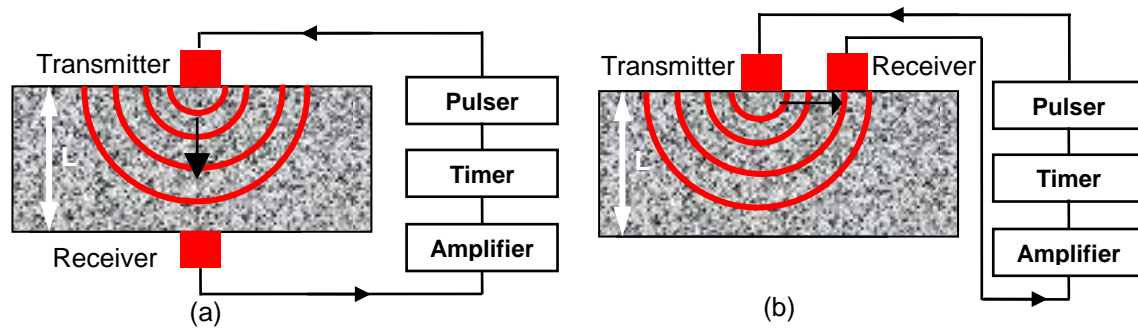 Transmitter
Pulser
L
Timer
Receiver
Amplifier
(a)
Transmitter
Receiver
Pulser
L
Timer
Amplifier
(b)